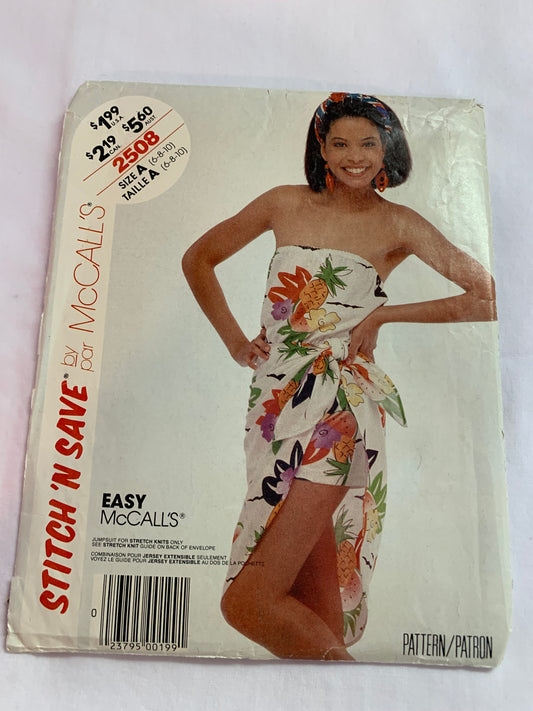 $1.99 U.S.A.
$2.19 CAN. $5.60 AUST
2508
SIZE A (6-8-10)
TAILLE A (6-8-10)
STITCH 'N SAVE® by par McCALL'S®
EASY
McCALL'S®
JUMPSUIT FOR STRETCH KNITS ONLY
SEE STRETCH KNIT GUIDE ON BACK OF ENVELOPE
COMBINAISON POUR JERSEY EXTENSIBLE SEULEMENT
VOYEZ LE GUIDE POUR JERSEY EXTENSIBLE AU DOS DE LA POCHETTE
0
23795 00199
PATTERN/PATRON